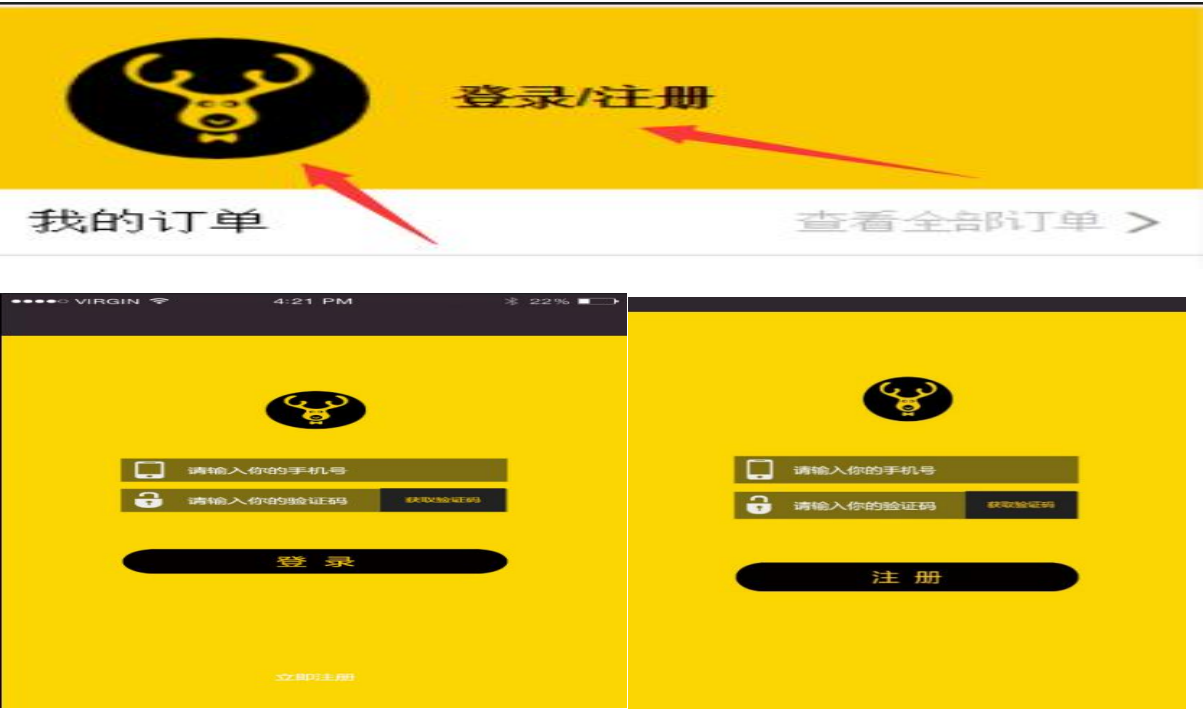 登录/注册
我的订单 查看全部订单 >
VIRGIN 4:21 PM 22%
请输入你的手机号
请输入你的验证码 获取验证码
登 录
立即注册
请输入你的手机号
请输入你的验证码 获取验证码
注 册